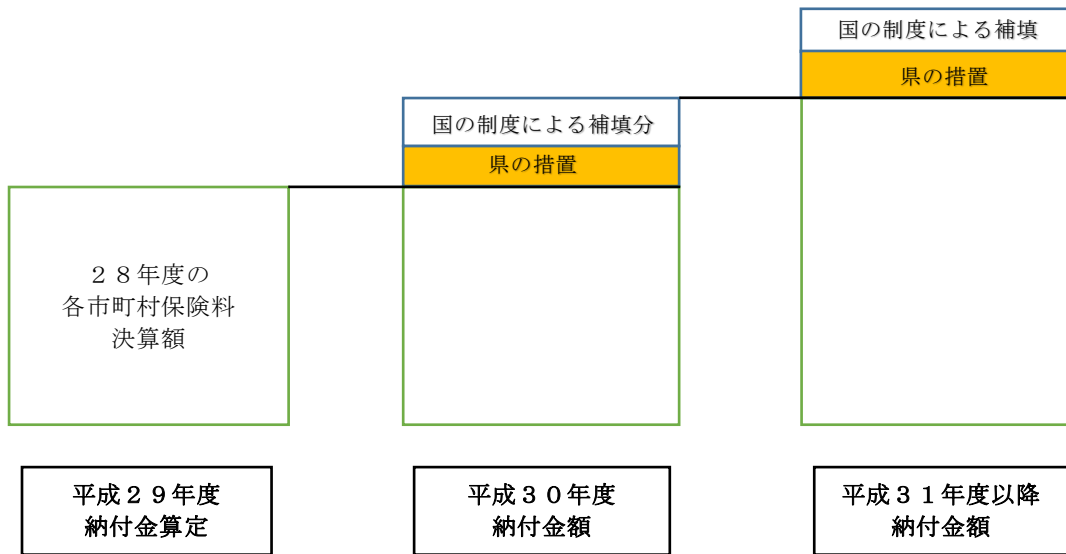 国の制度による補填
県の措置
国の制度による補填分
県の措置
２８年度の
各市町村保険料
決算額
平成２９年度
納付金算定
平成３０年度
納付金額
平成３１年度以降
納付金額